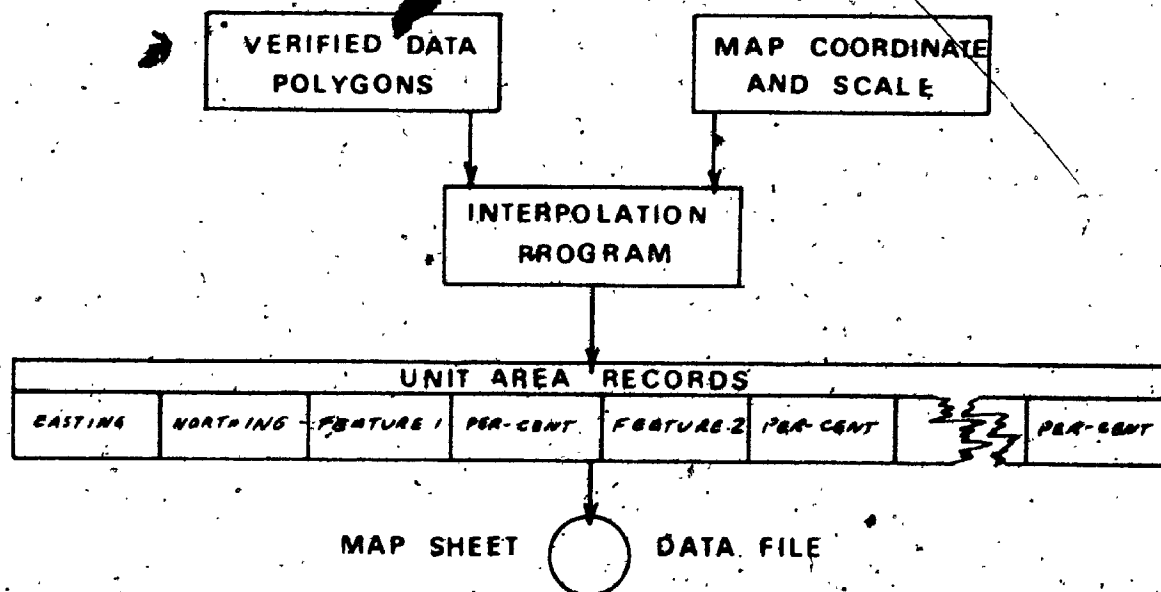 VERIFIED DATA
POLYGONS
MAP COORDINATE
AND SCALE
INTERPOLATION
PROGRAM
UNIT AREA RECORDS
EASTING NORTHING FEATURE 1 PER-CENT FEATURE 2 PER-CENT PER-CENT
MAP SHEET DATA FILE